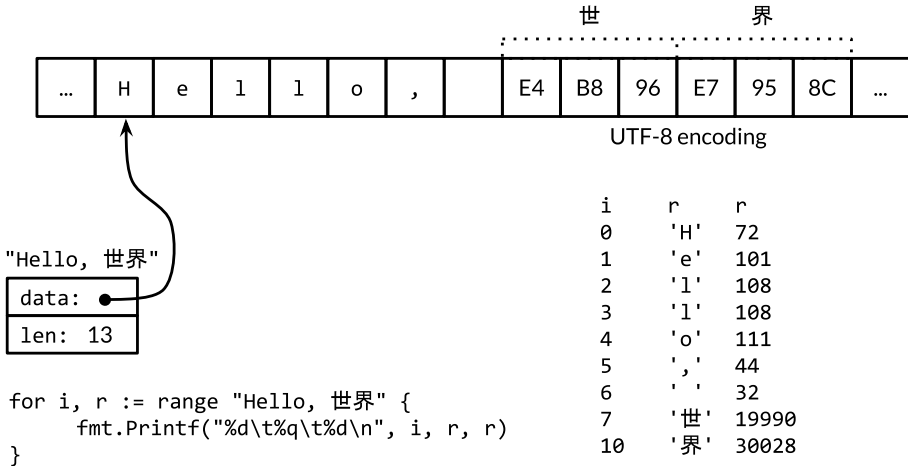 世 界
… H e l l o , E4 B8 96 E7 95 8C …
UTF-8 encoding
"Hello, 世界"
data:
len: 13
for i, r := range "Hello, 世界" {
fmt.Printf("%d\t%q\t%d\n", i, r, r)
}
i r r
0 'H' 72
1 'e' 101
2 'l' 108
3 'l' 108
4 'o' 111
5 ',' 44
6 ' ' 32
7 '世' 19990
10 '界' 30028